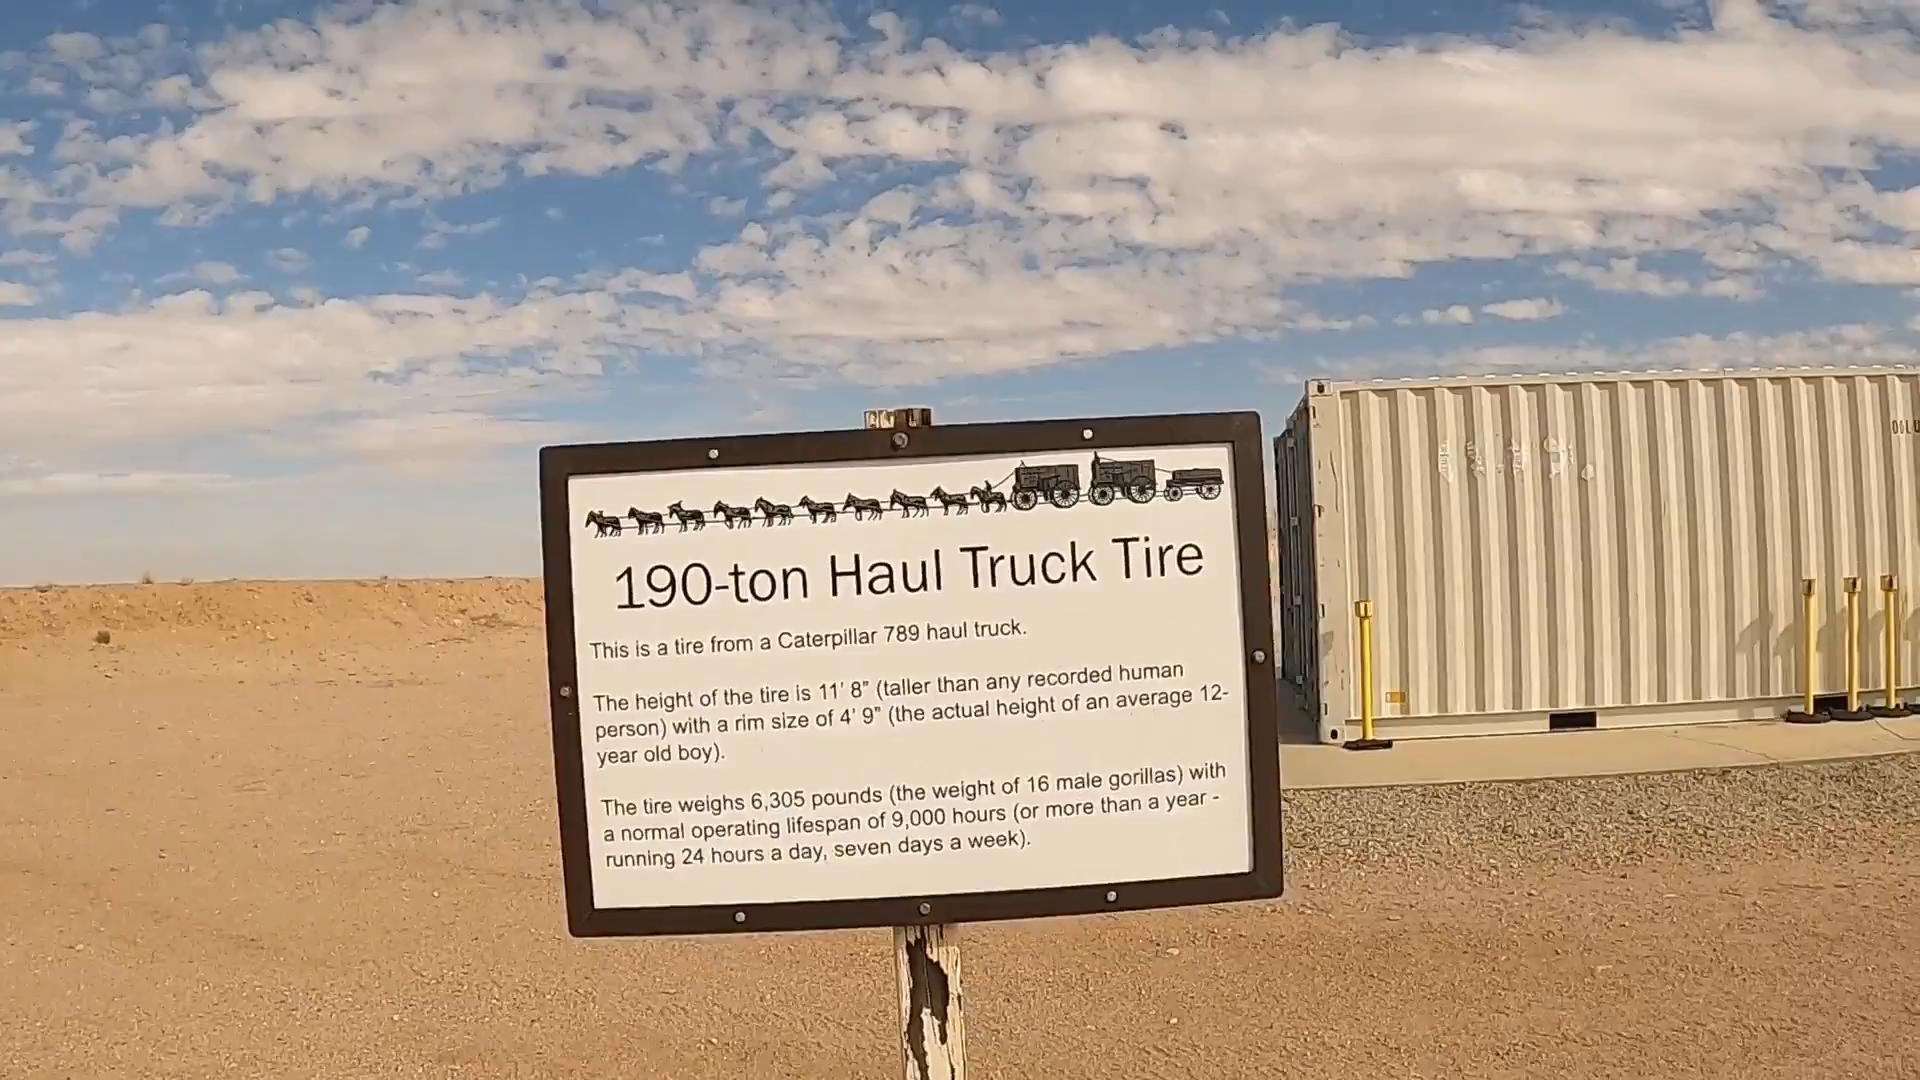 190-ton Haul Truck Tire
This is a tire from a Caterpillar 789 haul truck.
The height of the tire is 11' 8" (taller than any recorded human
person) with a rim size of 4' 9" (the actual height of an average 12-
year old boy).
The tire weighs 6,305 pounds (the weight of 16 male gorillas) with
a normal operating lifespan of 9,000 hours (or more than a year -
running 24 hours a day, seven days a week).